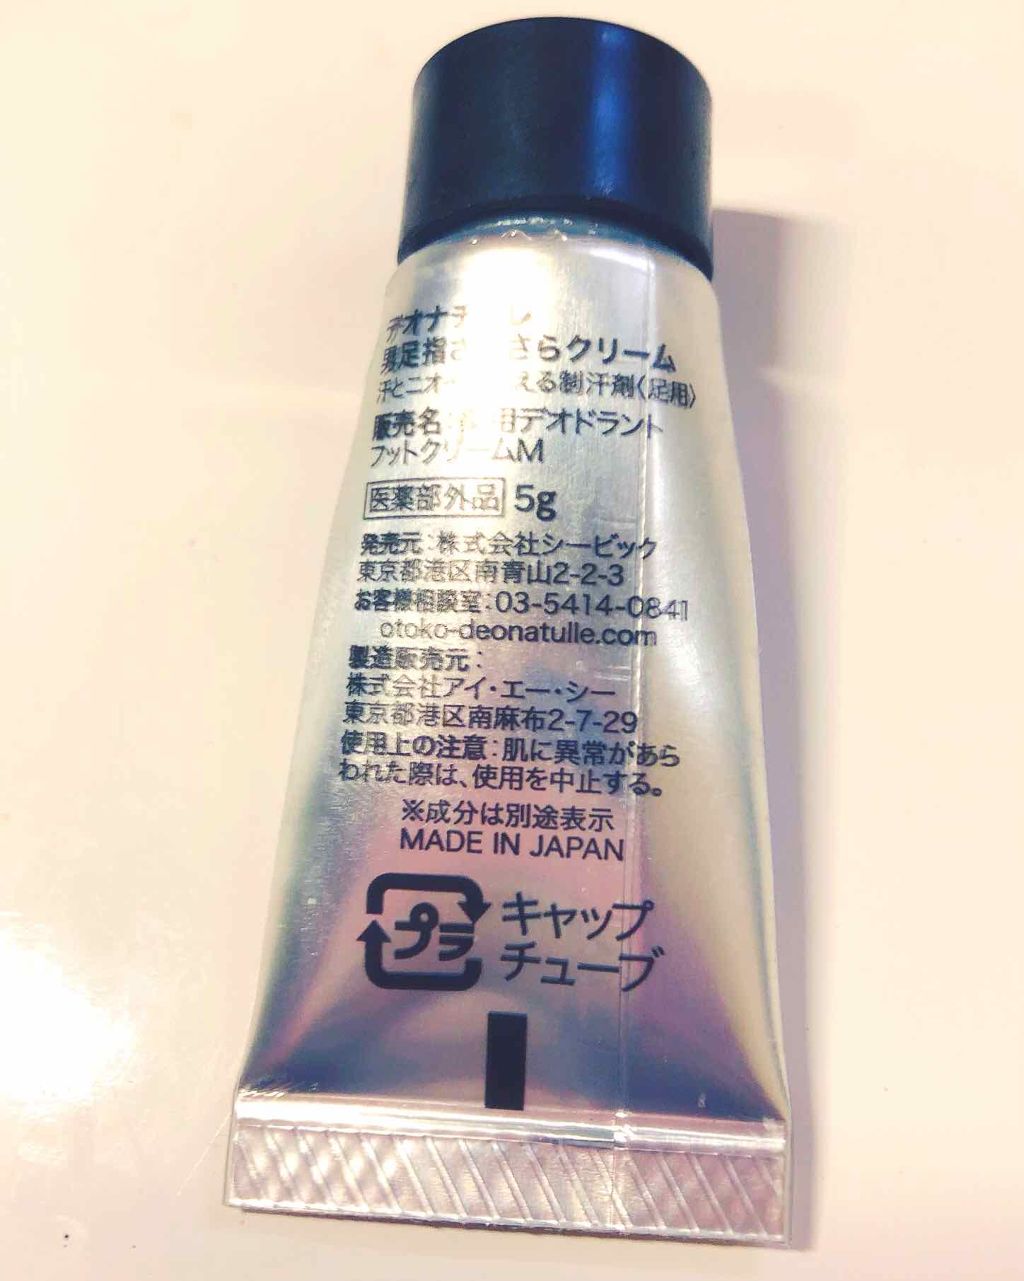 デオナチュレ
男足指さらさらクリーム
汗とニオイ える制汗剤〈足用〉
販売名:薬用デオドラント
フットクリームM
医薬部外品 5g
発売元:株式会社シービック
東京都港区南青山2-2-3
お客様相談室:03-5414-0841
otoko-deonatulle.com
製造販売元:
株式会社アイ・エー・シー
東京都港区南麻布2-7-29
使用上の注意:肌に異常があら
われた際は、使用を中止する。
※成分は別途表示
MADE IN JAPAN
プラ キャップ
チューブ